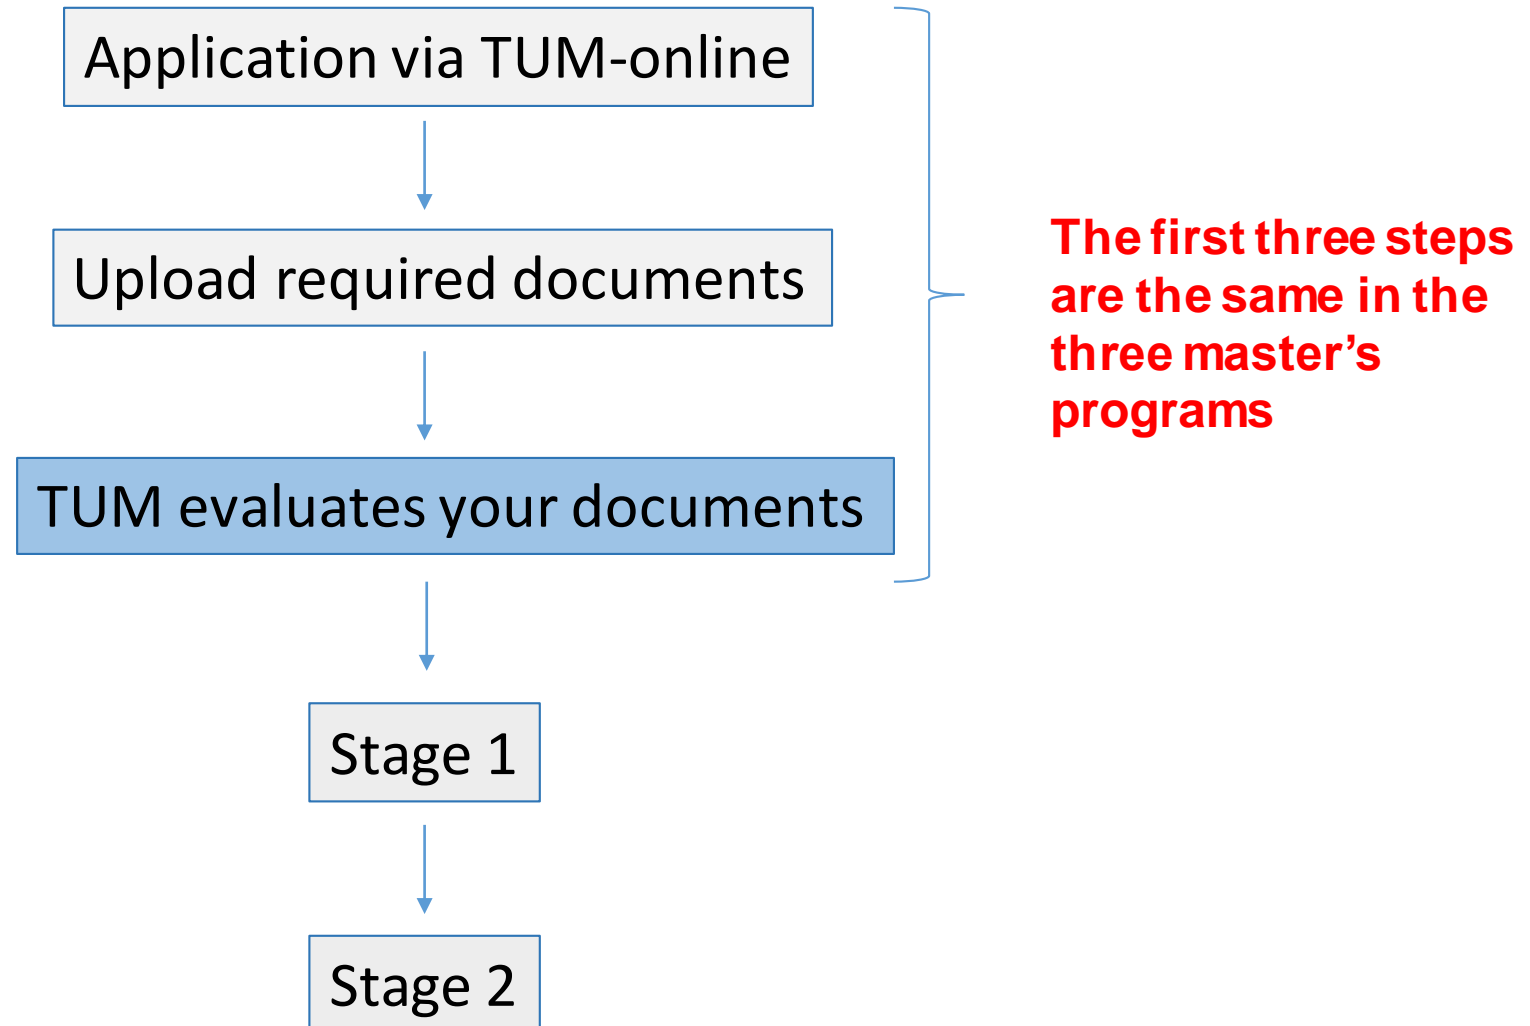 Application via TUM-online
Upload required documents
The first three steps
are the same in the
three master’s
programs
TUM evaluates your documents
Stage 1
Stage 2